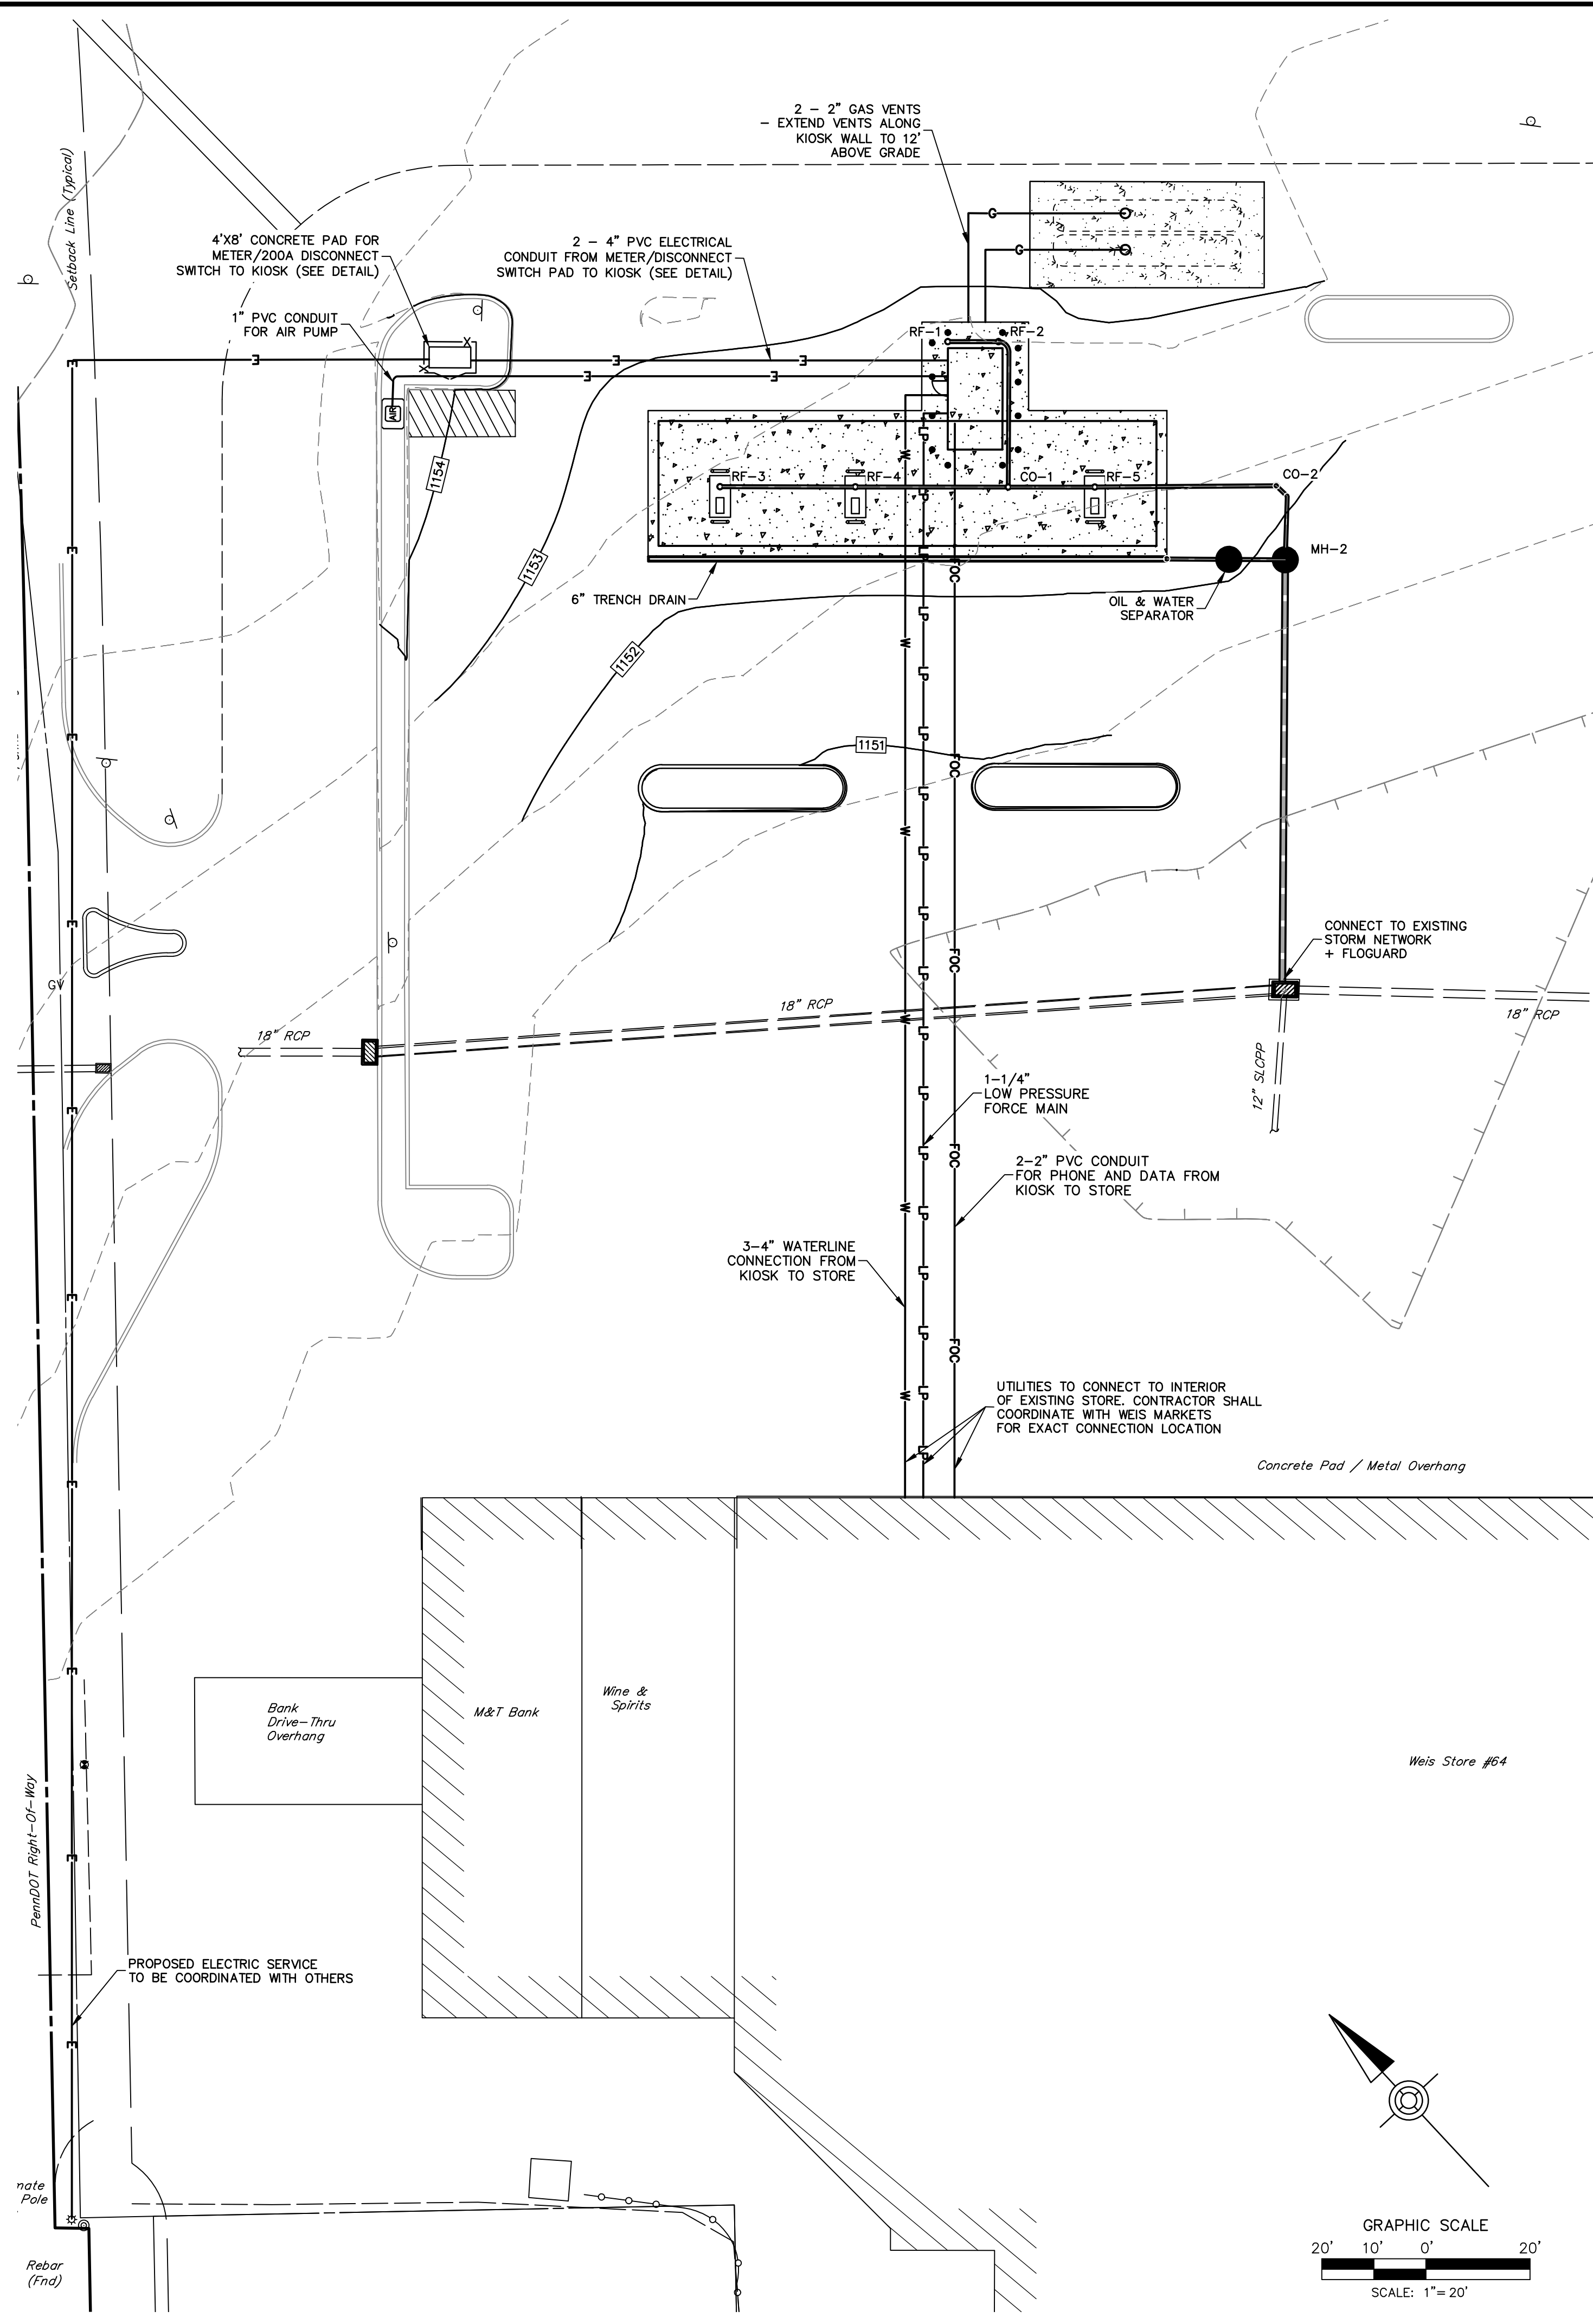 2 - 2" GAS VENTS
- EXTEND VENTS ALONG
KIOSK WALL TO 12'
ABOVE GRADE
Setback Line (Typical)
4'X8' CONCRETE PAD FOR
METER/200A DISCONNECT
SWITCH TO KIOSK (SEE DETAIL)
2 - 4" PVC ELECTRICAL
CONDUIT FROM METER/DISCONNECT
SWITCH PAD TO KIOSK (SEE DETAIL)
1" PVC CONDUIT
FOR AIR PUMP
G
G
RF-1
RF-2
E
E
E
E
E
X
X
AIR
1154
RF-3
RF-4
CO-1
RF-5
CO-2
MH-2
1153
6" TRENCH DRAIN
OIL & WATER
SEPARATOR
1152
1151
W
LP
FOC
GV
CONNECT TO EXISTING
STORM NETWORK
+ FLOGUARD
18" RCP
18" RCP
18" RCP
12" SLCPP
1-1/4"
LOW PRESSURE
FORCE MAIN
2-2" PVC CONDUIT
FOR PHONE AND DATA FROM
KIOSK TO STORE
3-4" WATERLINE
CONNECTION FROM
KIOSK TO STORE
UTILITIES TO CONNECT TO INTERIOR
OF EXISTING STORE. CONTRACTOR SHALL
COORDINATE WITH WEIS MARKETS
FOR EXACT CONNECTION LOCATION
Concrete Pad / Metal Overhang
Bank
Drive-Thru
Overhang
M&T Bank
Wine &
Spirits
Weis Store #64
PennDOT Right-Of-Way
PROPOSED ELECTRIC SERVICE
TO BE COORDINATED WITH OTHERS
nate
Pole
Rebar
(Fnd)
GRAPHIC SCALE
20' 10' 0' 20'
SCALE: 1"= 20'